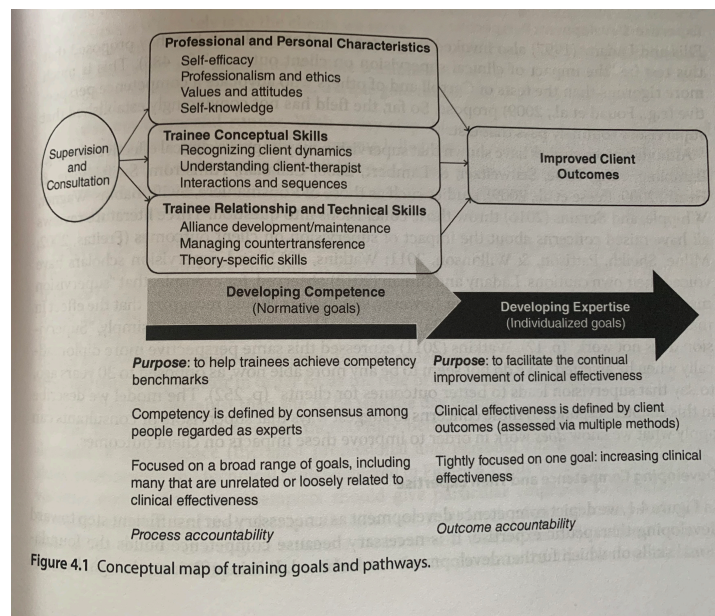 Professional and Personal Characteristics
Self-efficacy
Professionalism and ethics
Values and attitudes
Self-knowledge
Supervision
and
Consultation
Trainee Conceptual Skills
Recognizing client dynamics
Understanding client-therapist
Interactions and sequences
Improved Client
Outcomes
Trainee Relationship and Technical Skills
Alliance development/maintenance
Managing countertransference
Theory-specific skills
Developing Competence
(Normative goals)
Developing Expertise
(Individualized goals)
Purpose: to help trainees achieve competency
benchmarks
Competency is defined by consensus among
people regarded as experts
Focused on a broad range of goals, including
many that are unrelated or loosely related to
clinical effectiveness
Process accountability
Purpose: to facilitate the continual
improvement of clinical effectiveness
Clinical effectiveness is defined by client
outcomes (assessed via multiple methods)
Tightly focused on one goal: increasing clinical
effectiveness
Outcome accountability
Figure 4.1 Conceptual map of training goals and pathways.